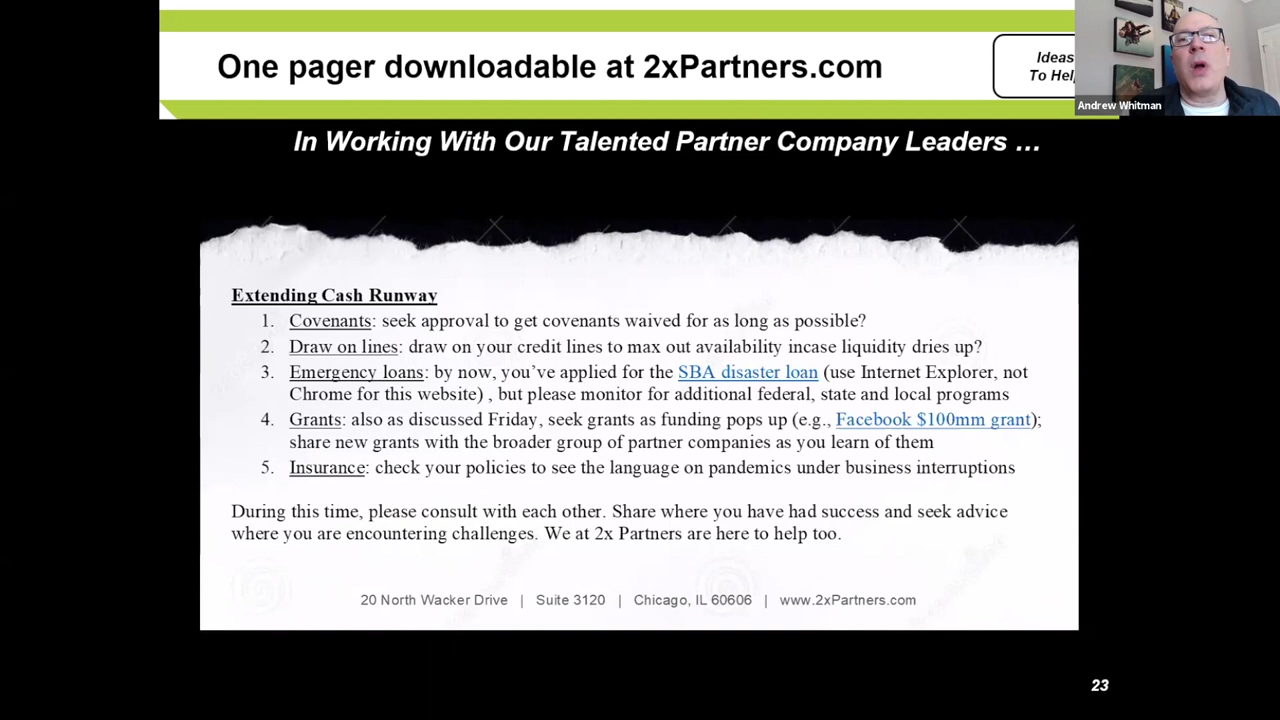 One pager downloadable at 2xPartners.com
Ideas
To Hel
Andrew Whitman
In Working With Our Talented Partner Company Leaders …
Extending Cash Runway
1. Covenants: seek approval to get covenants waived for as long as possible?
2. Draw on lines: draw on your credit lines to max out availability incase liquidity dries up?
3. Emergency loans: by now, you’ve applied for the SBA disaster loan (use Internet Explorer, not
Chrome for this website) , but please monitor for additional federal, state and local programs
4. Grants: also as discussed Friday, seek grants as funding pops up (e.g., Facebook $100mm grant);
share new grants with the broader group of partner companies as you learn of them
5. Insurance: check your policies to see the language on pandemics under business interruptions
During this time, please consult with each other. Share where you have had success and seek advice
where you are encountering challenges. We at 2x Partners are here to help too.
20 North Wacker Drive | Suite 3120 | Chicago, IL 60606 | www.2xPartners.com
23